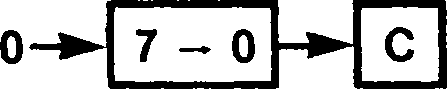 0 → 7 → 0 → C